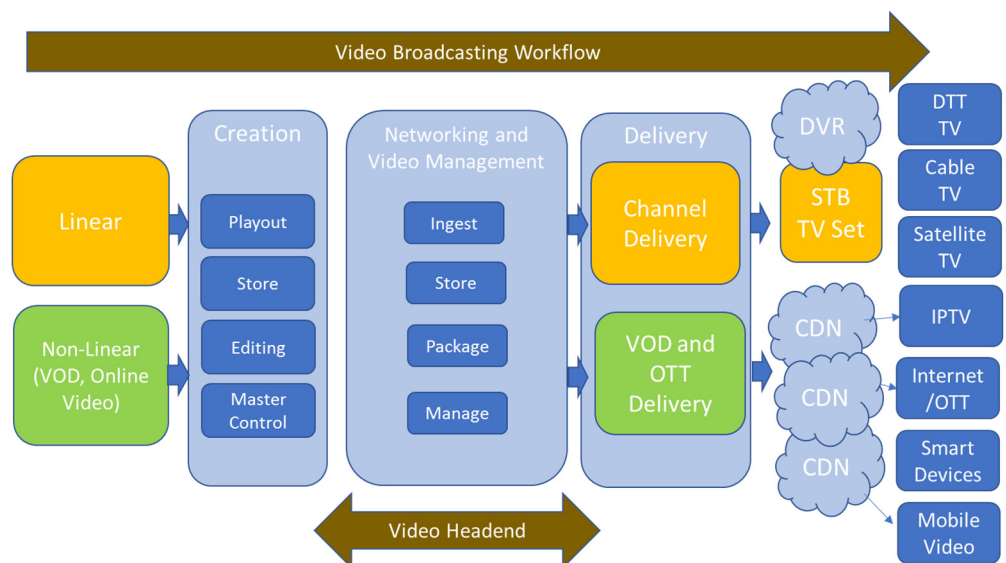 Video Broadcasting Workflow
Linear
Non-Linear
(VOD, Online
Video)
Creation
Playout
Store
Editing
Master
Control
Networking and
Video Management
Ingest
Store
Package
Manage
Delivery
Channel
Delivery
VOD and
OTT
Delivery
DVR
STB
TV Set
CDN
CDN
CDN
DTT
TV
Cable
TV
Satellite
TV
IPTV
Internet
/OTT
Smart
Devices
Mobile
Video
Video Headend